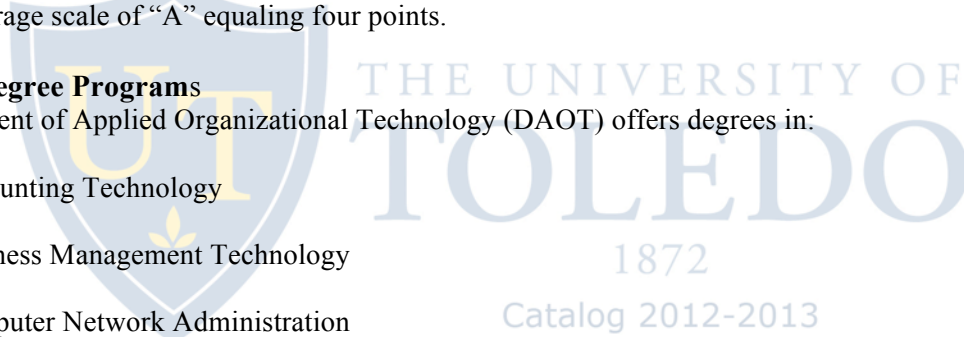 rage scale of “A” equaling four points.
THE UNIVERSITY OF
egree Programs
ent of Applied Organizational Technology (DAOT) offers degrees in:
UT
TOLEDO
unting Technology
1872
ness Management Technology
Catalog 2012-2013
puter Network Administration